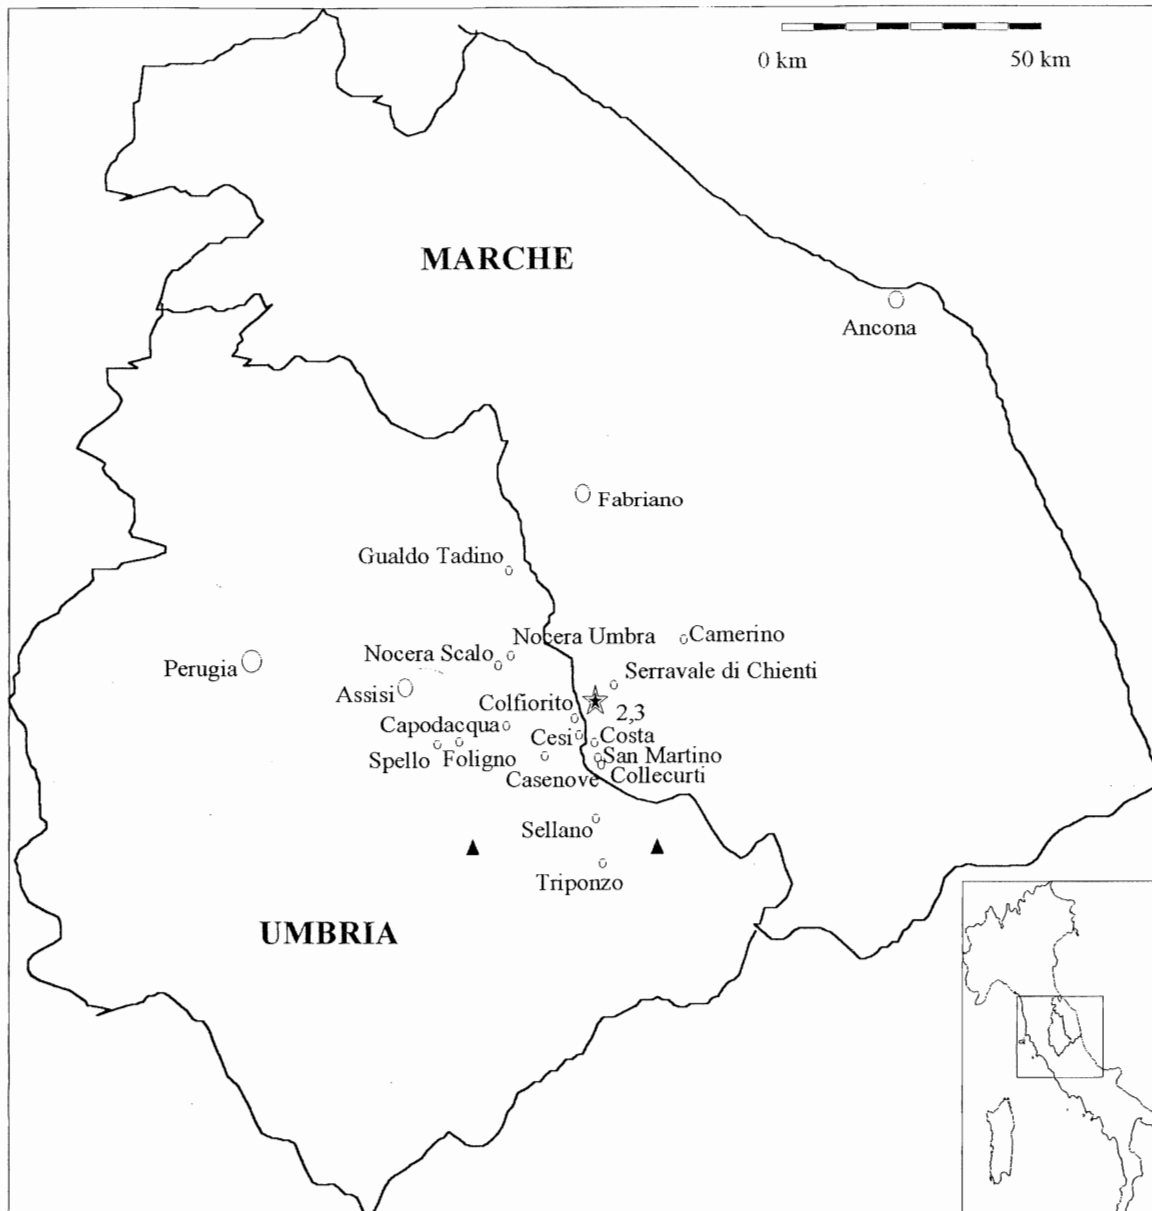 0 km 50 km
MARCHE
Ancona
Fabriano
Gualdo Tadino
Nocera Umbra
Camerino
Nocera Scalo
Perugia
Serravale di Chienti
Assisi
Colfiorito
2,3
Capodacqua
Cesi
Costa
Spello
Foligno
San Martino
Casenove
Collecurti
Sellano
Triponzo
UMBRIA